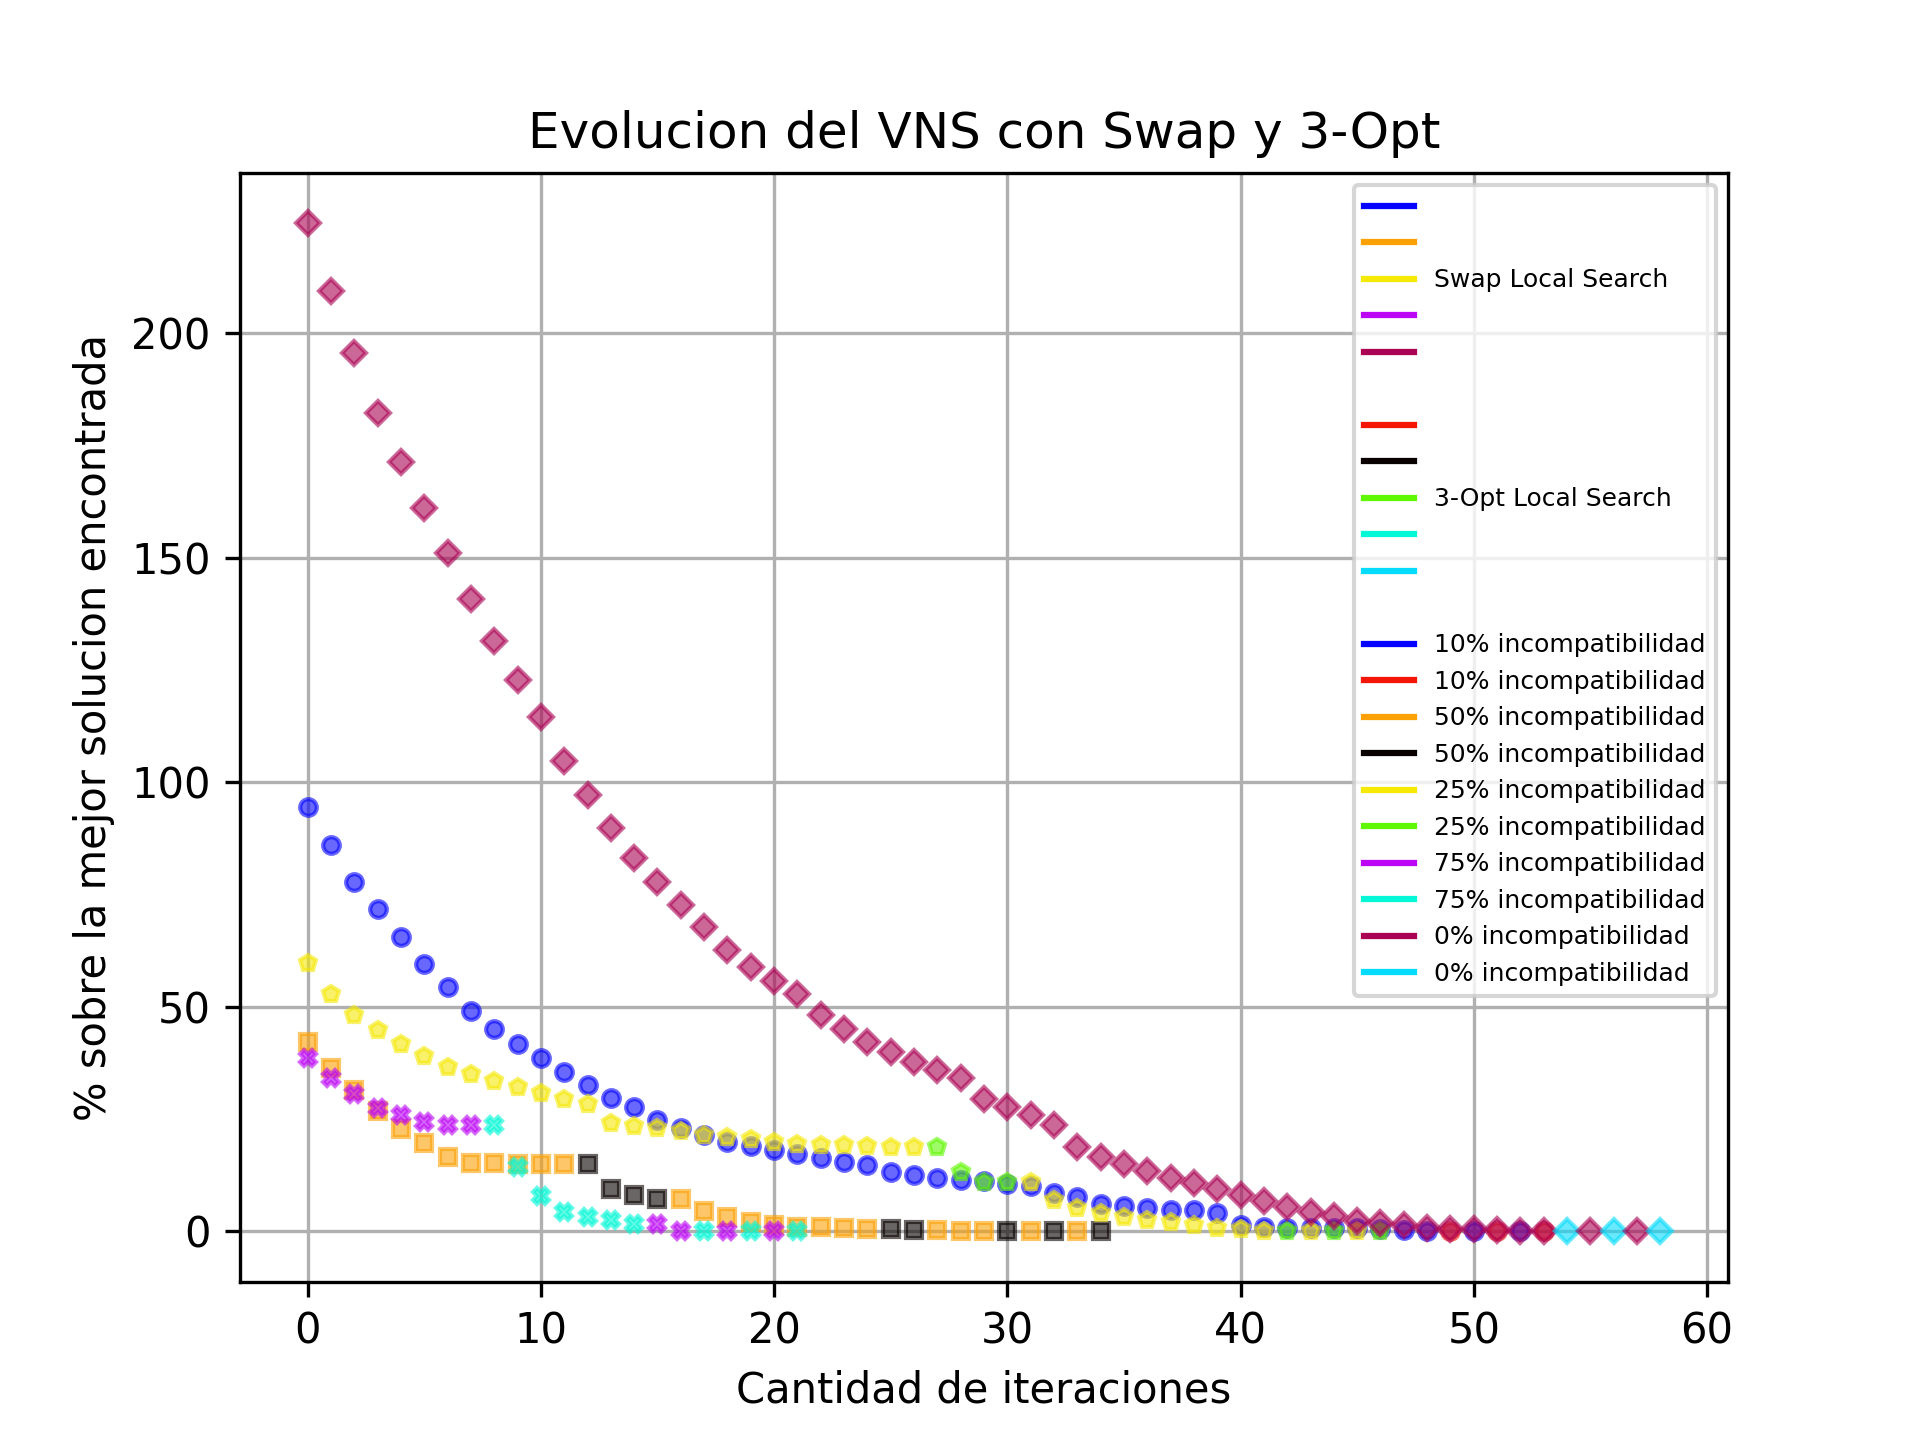 Evolucion del VNS con Swap y 3-Opt
% sobre la mejor solucion encontrada
200
150
100
50
0
Swap Local Search
3-Opt Local Search
10% incompatibilidad
10% incompatibilidad
50% incompatibilidad
50% incompatibilidad
25% incompatibilidad
25% incompatibilidad
75% incompatibilidad
75% incompatibilidad
0% incompatibilidad
0% incompatibilidad
0 10 20 30 40 50 60
Cantidad de iteraciones